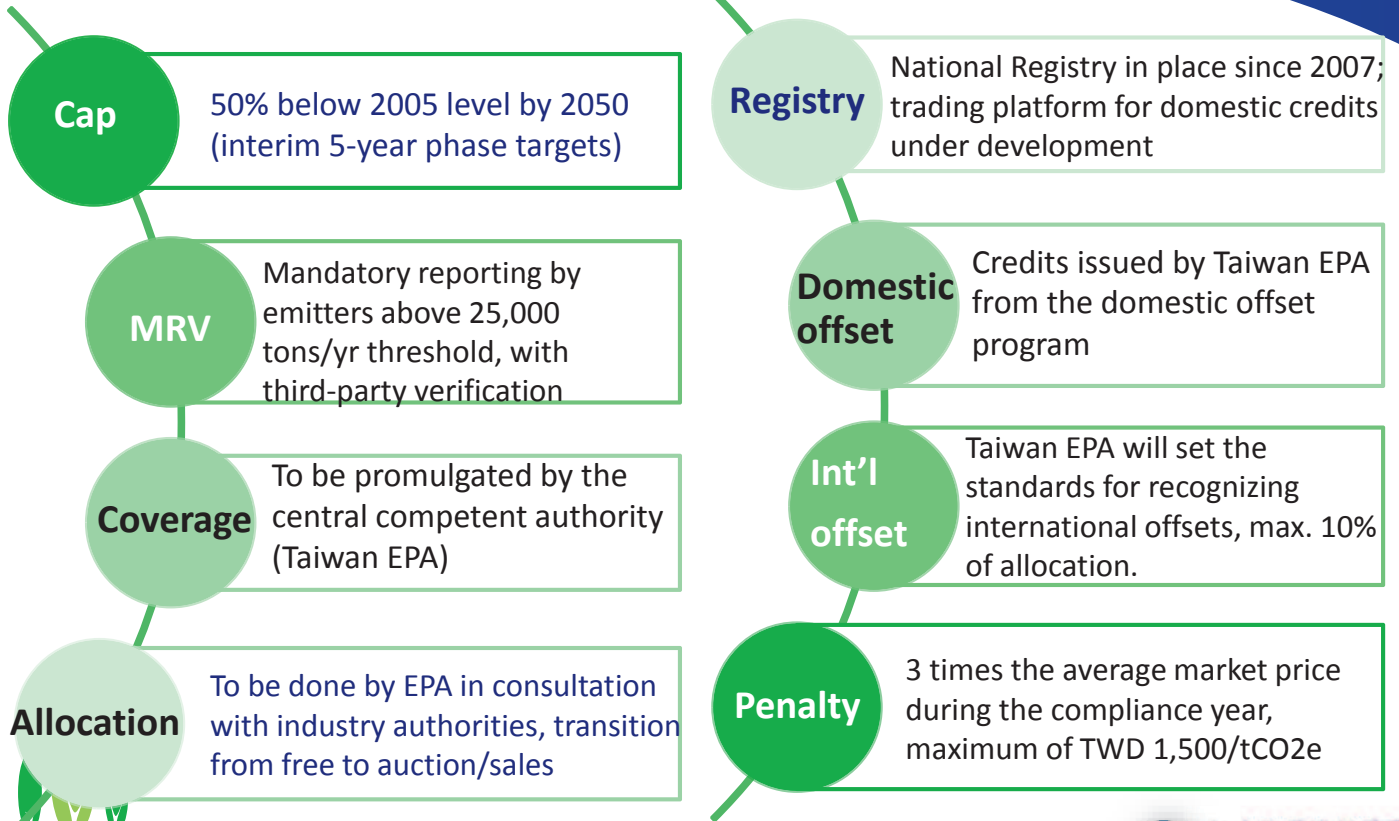 Cap
50% below 2005 level by 2050
(interim 5-year phase targets)
MRV
Mandatory reporting by
emitters above 25,000
tons/yr threshold, with
third-party verification
Coverage
To be promulgated by the
central competent authority
(Taiwan EPA)
Allocation
To be done by EPA in consultation
with industry authorities, transition
from free to auction/sales
Registry
National Registry in place since 2007;
trading platform for domestic credits
under development
Domestic
offset
Credits issued by Taiwan EPA
from the domestic offset
program
Int’l
offset
Taiwan EPA will set the
standards for recognizing
international offsets, max. 10%
of allocation.
Penalty
3 times the average market price
during the compliance year,
maximum of TWD 1,500/tCO2e